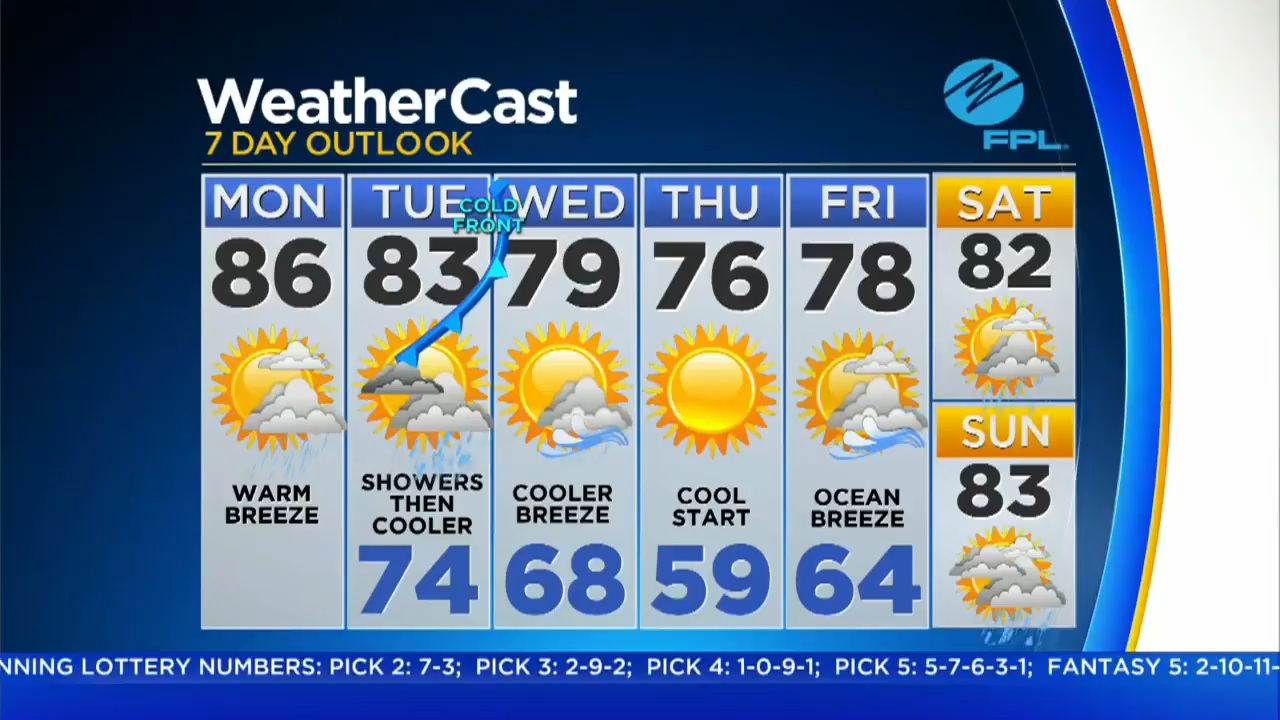 WeatherCast
7 DAY OUTLOOK
FPL
MON
86
WARM
BREEZE
TUE
83
SHOWERS
THEN
COOLER
74
COLD
FRONT
WED
79
COOLER
BREEZE
68
THU
76
COOL
START
59
FRI
78
OCEAN
BREEZE
64
SAT
82
SUN
83
NNING LOTTERY NUMBERS: PICK 2: 7-3; PICK 3: 2-9-2; PICK 4: 1-0-9-1; PICK 5: 5-7-6-3-1; FANTASY 5: 2-10-11-